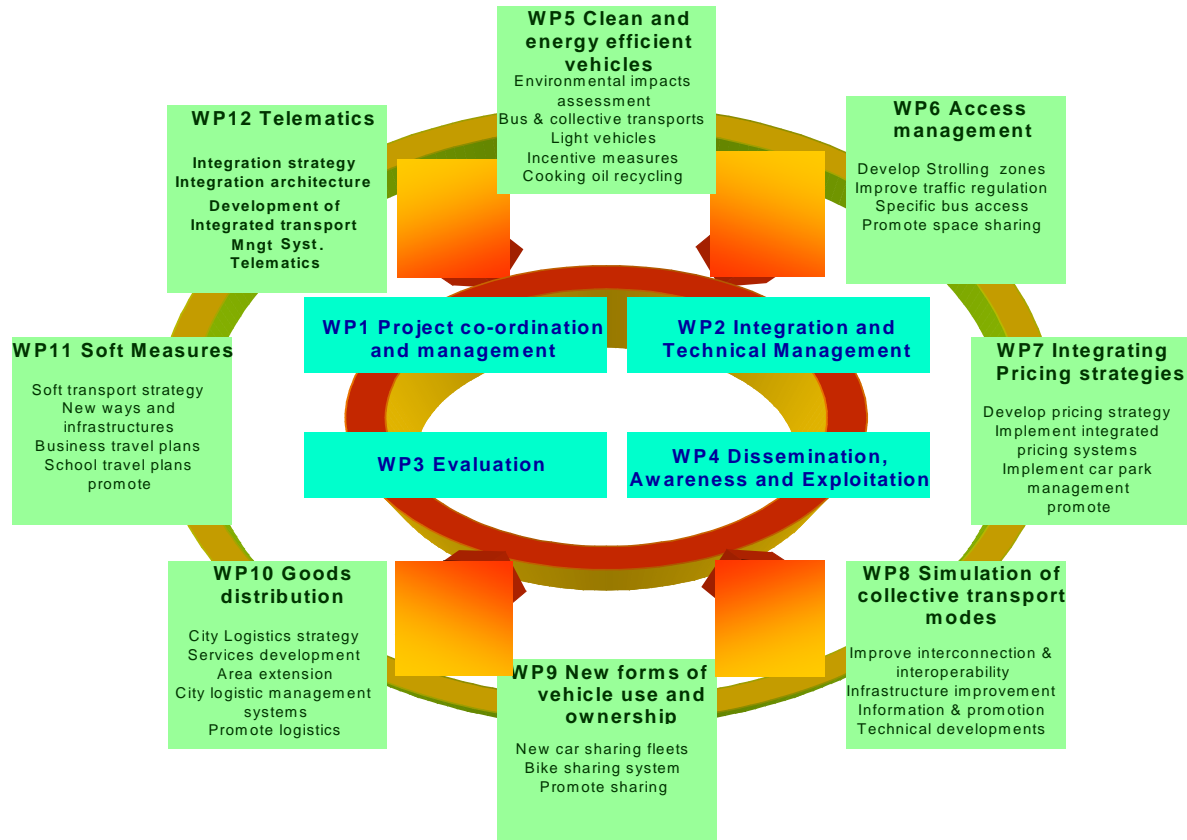 WP5 Clean and
energy efficient
vehicles
Environmental impacts
assessment
Bus & collective transports
Light vehicles
Incentive measures
Cooking oil recycling
WP12 Telematics
Integration strategy
Integration architecture
Development of
Integrated transport
Mngt Syst.
Telematics
WP6 Access
management
Develop Strolling zones
Improve traffic regulation
Specific bus access
Promote space sharing
WP1 Project co-ordination
and management
WP2 Integration and
Technical Management
WP11 Soft Measures
Soft transport strategy
New ways and
infrastructures
Business travel plans
School travel plans
promote
WP7 Integrating
Pricing strategies
Develop pricing strategy
Implement integrated
pricing systems
Implement car park
management
promote
WP3 Evaluation
WP4 Dissemination,
Awareness and Exploitation
WP10 Goods
distribution
City Logistics strategy
Services development
Area extension
City logistic management
systems
Promote logistics
WP8 Simulation of
collective transport
modes
Improve interconnection &
interoperability
Infrastructure improvement
Information & promotion
Technical developments
WP9 New forms of
vehicle use and
ownership
New car sharing fleets
Bike sharing system
Promote sharing